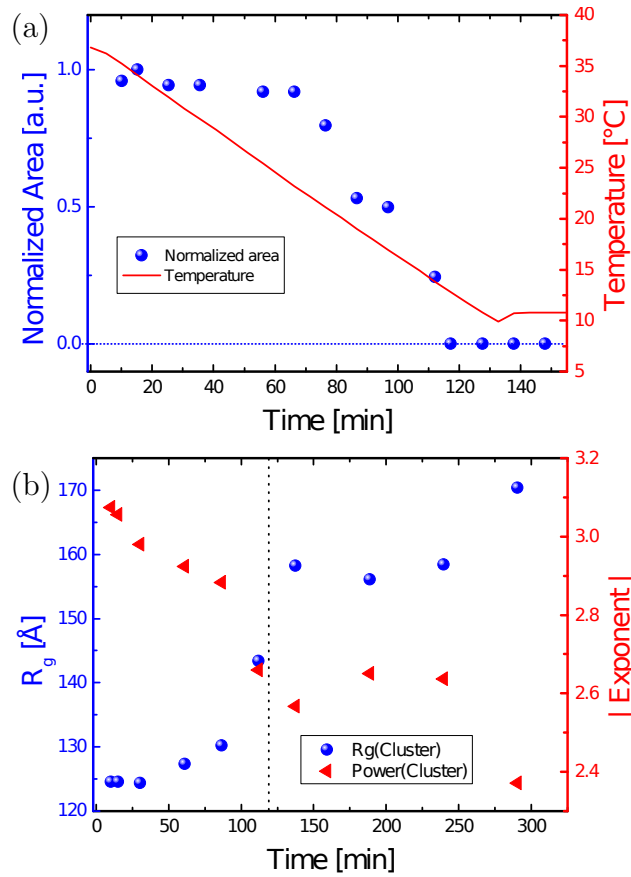 (a)
Normalized Area [a.u.]
1.0
0.5
0.0
40
35
30
25
20
15
10
5
Temperature [°C]
Normalized area
Temperature
0 20 40 60 80 100 120 140
Time [min]
(b)
Rg [Å]
170
160
150
140
130
120
3.2
3.0
2.8
2.6
2.4
| Exponent |
Rg(Cluster)
Power(Cluster)
0 50 100 150 200 250 300
Time [min]